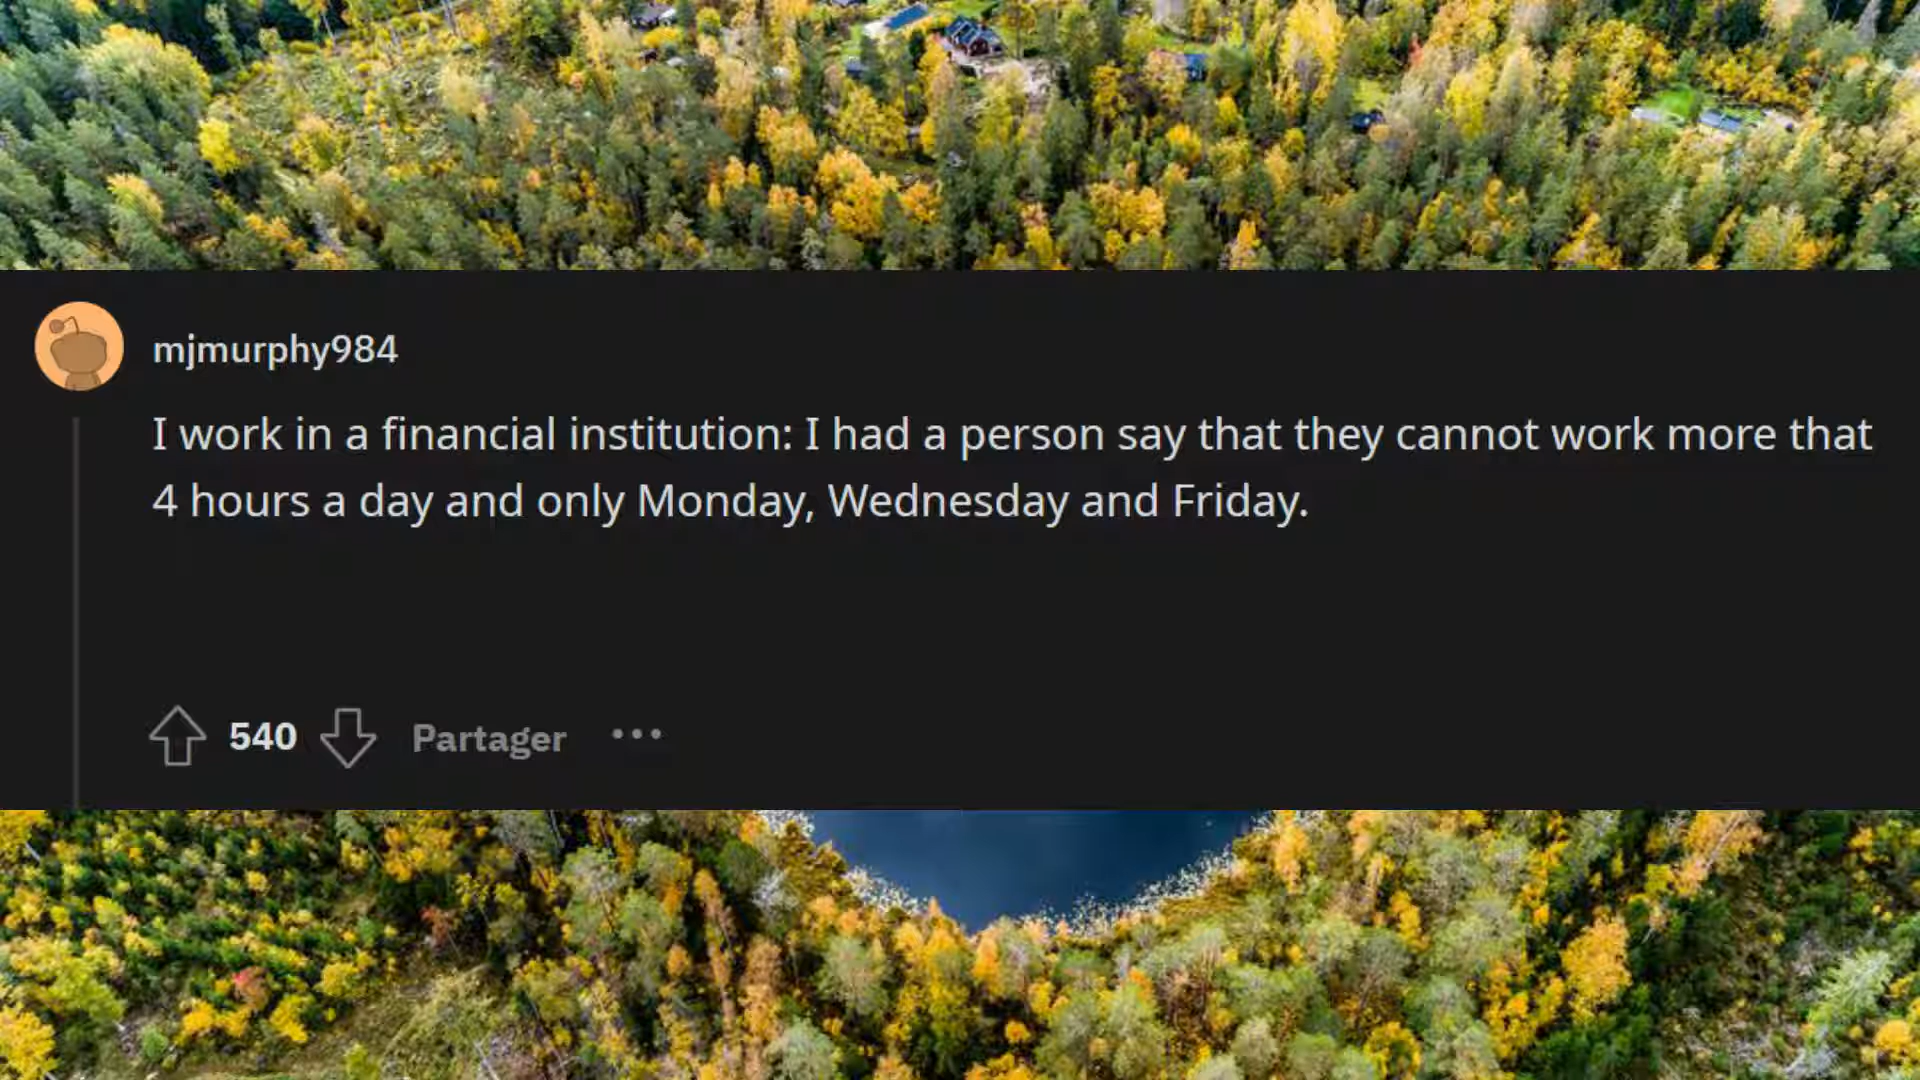 mjmurphy984
I work in a financial institution: I had a person say that they cannot work more that
4 hours a day and only Monday, Wednesday and Friday.
540 Partager